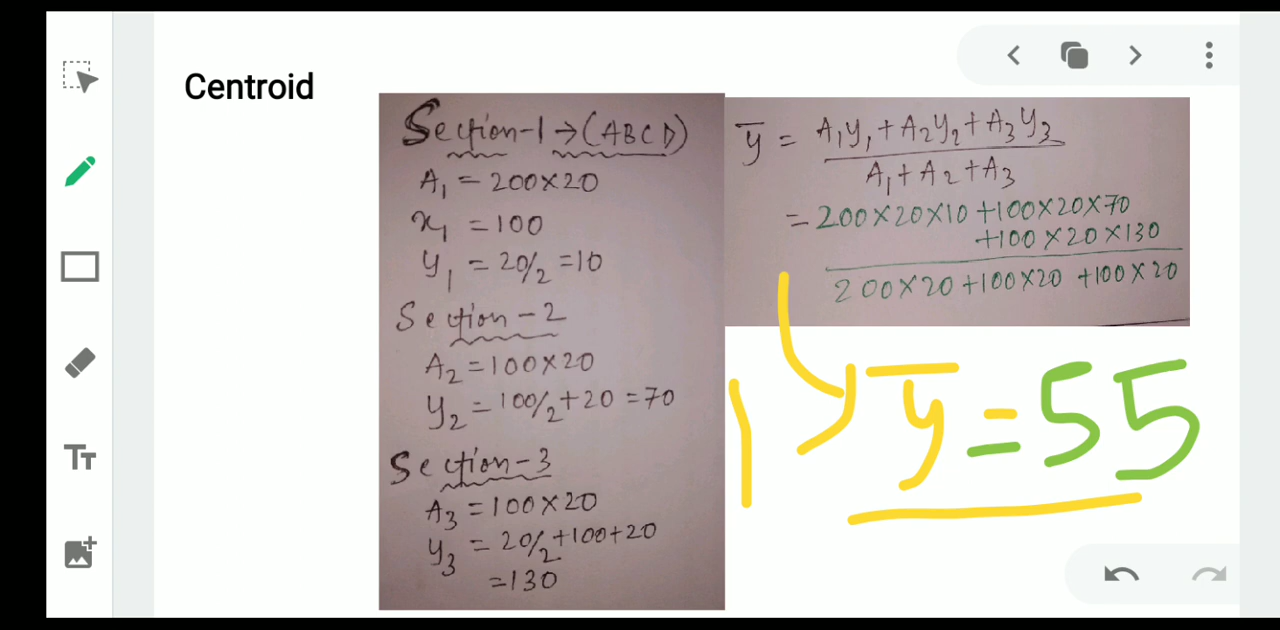 Centroid
Section-1→(ABCD)
A₁ = 200×20
x₁ = 100
y₁ = 20/2 = 10
Section-2
A₂ = 100×20
y₂ = 100/2+20 = 70
Section-3
A₃ = 100×20
y₃ = 20/2+100+20
=130
ȳ = A₁y₁+A₂y₂+A₃y₃
A₁+A₂+A₃
= 200×20×10+100×20×70
+100×20×130
200×20+100×20+100×20
ȳ = 55
Tт